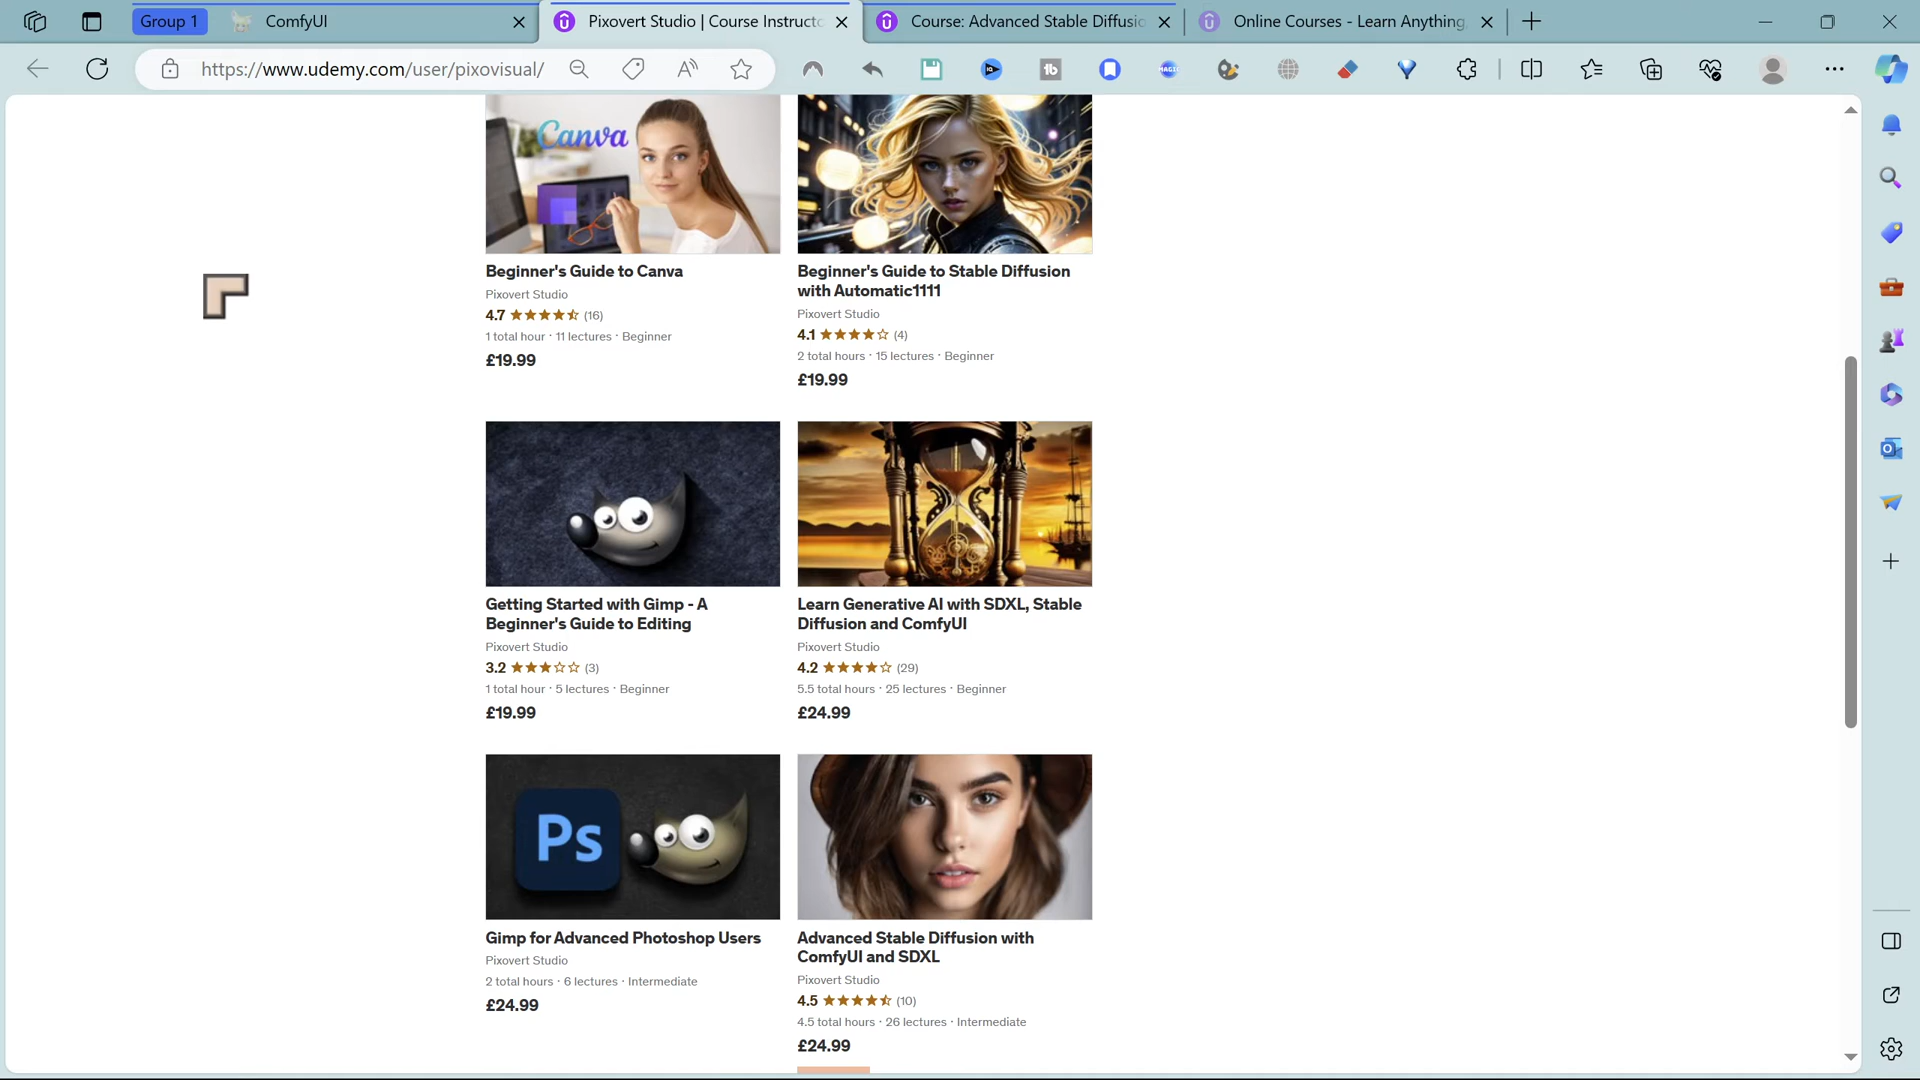 Group 1
ComfyUI
Pixovert Studio | Course Instructo
Course: Advanced Stable Diffusio
Online Courses - Learn Anything,
https://www.udemy.com/user/pixovisual/
Canva
Beginner's Guide to Canva
Pixovert Studio
4.7 (16)
1 total hour · 11 lectures · Beginner
£19.99
Beginner's Guide to Stable Diffusion
with Automatic1111
Pixovert Studio
4.1 (4)
2 total hours · 15 lectures · Beginner
£19.99
Getting Started with Gimp - A
Beginner's Guide to Editing
Pixovert Studio
3.2 (3)
1 total hour · 5 lectures · Beginner
£19.99
Learn Generative AI with SDXL, Stable
Diffusion and ComfyUI
Pixovert Studio
4.2 (29)
5.5 total hours · 25 lectures · Beginner
£24.99
Ps
Gimp for Advanced Photoshop Users
Pixovert Studio
2 total hours · 6 lectures · Intermediate
£24.99
Advanced Stable Diffusion with
ComfyUI and SDXL
Pixovert Studio
4.5 (10)
4.5 total hours · 26 lectures · Intermediate
£24.99